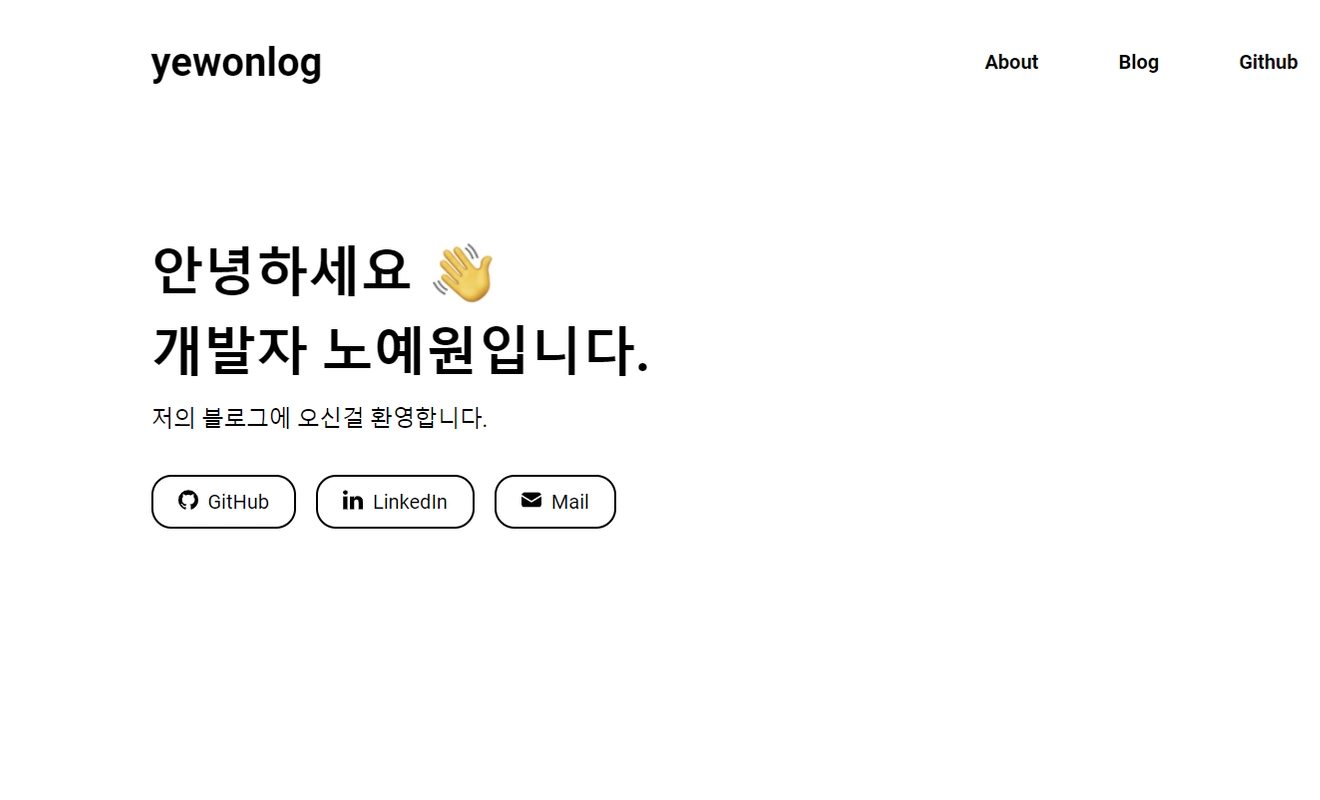 yewonlog
About Blog Github
안녕하세요 👋
개발자 노예원입니다.
저의 블로그에 오신걸 환영합니다.
GitHub LinkedIn Mail